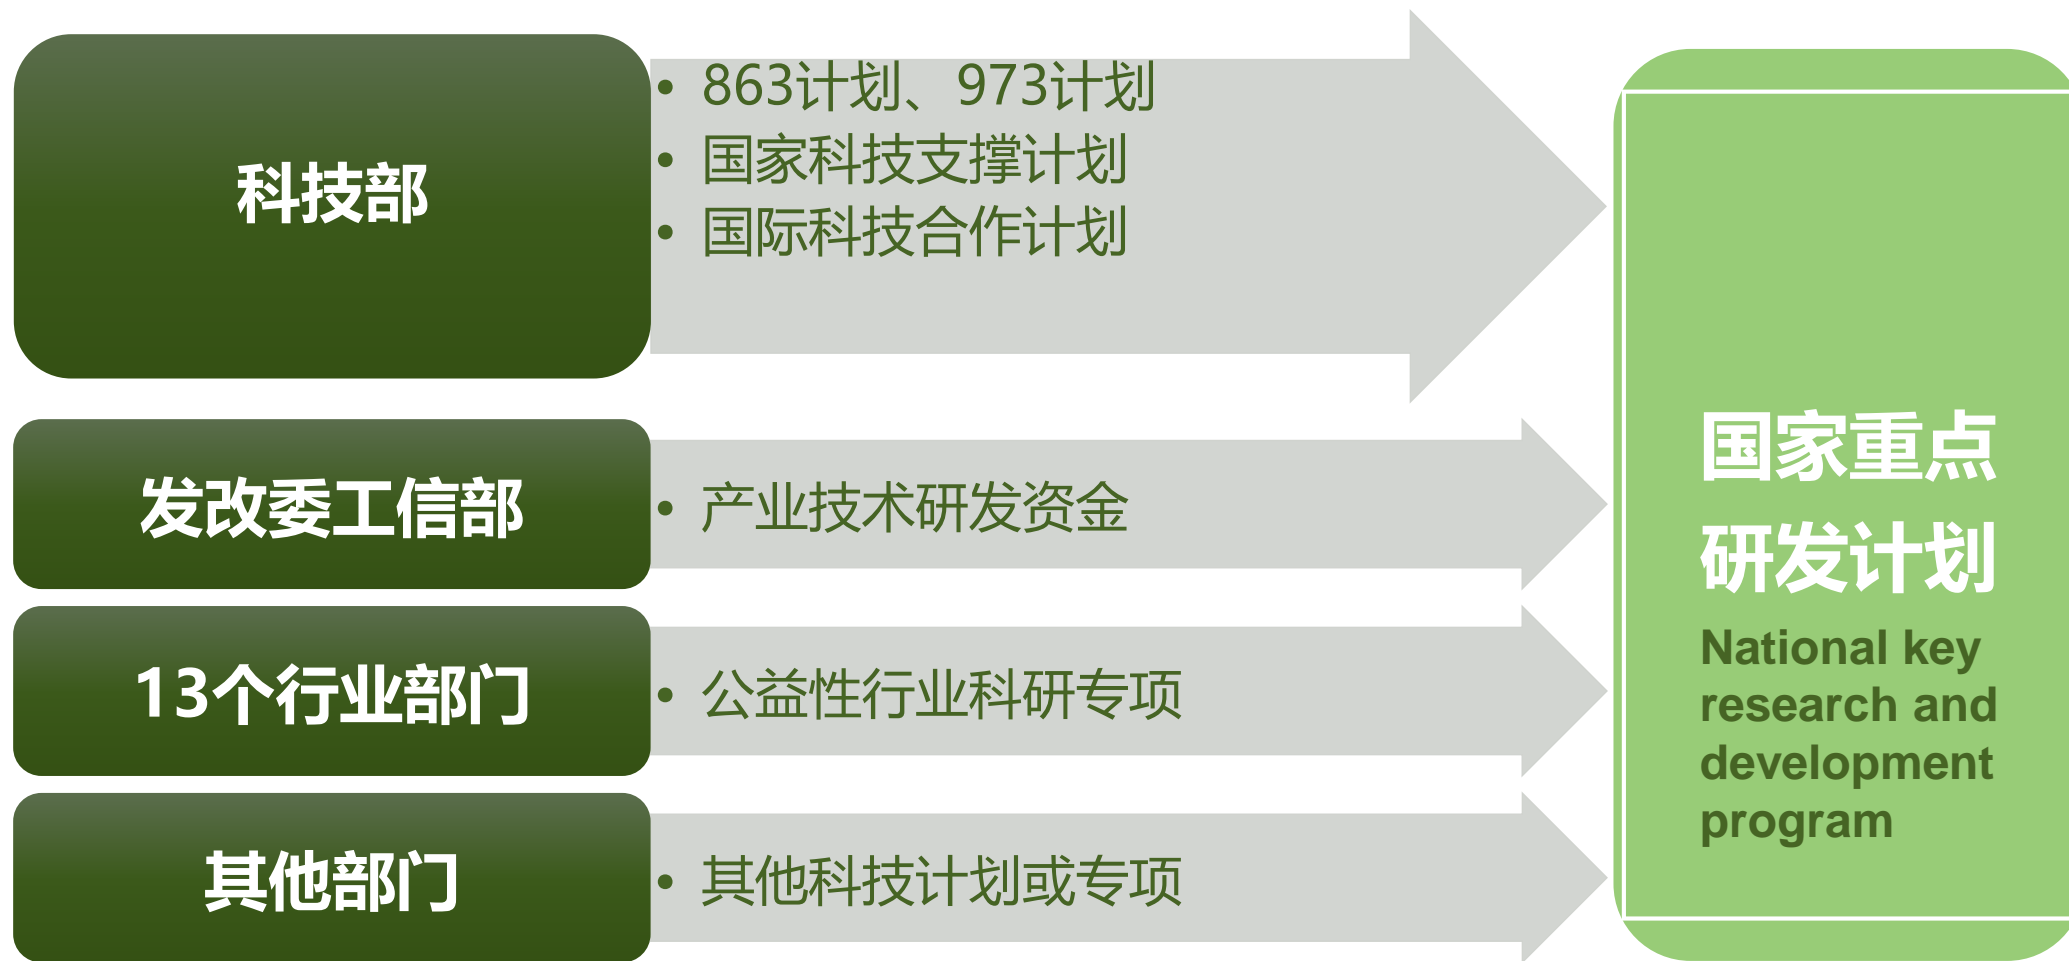 科技部
• 863计划、973计划
• 国家科技支撑计划
• 国际科技合作计划
发改委工信部
• 产业技术研发资金
13个行业部门
• 公益性行业科研专项
其他部门
• 其他科技计划或专项
国家重点
研发计划
National key
research and
development
program